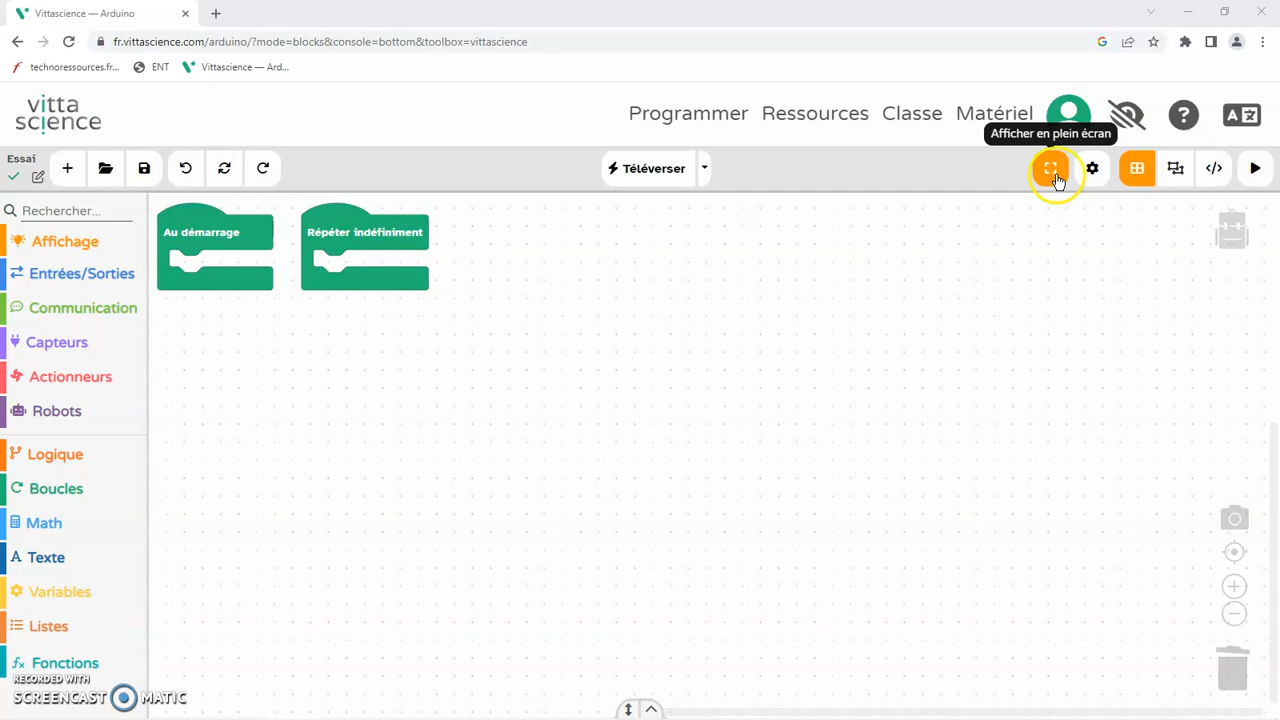 Vittascience — Arduino
fr.vittascience.com/arduino/?mode=blocks&console=bottom&toolbox=vittascience
technoressources.fr...
ENT
Vittascience — Ard...
vitta
science
Programmer
Ressources
Classe
Matériel
Afficher en plein écran
Essai
Téléverser
Rechercher...
Affichage
Entrées/Sorties
Communication
Capteurs
Actionneurs
Robots
Logique
Boucles
Math
Texte
Variables
Listes
Fonctions
Au démarrage
Répéter indéfiniment
RECORDED WITH
SCREENCAST MATIC